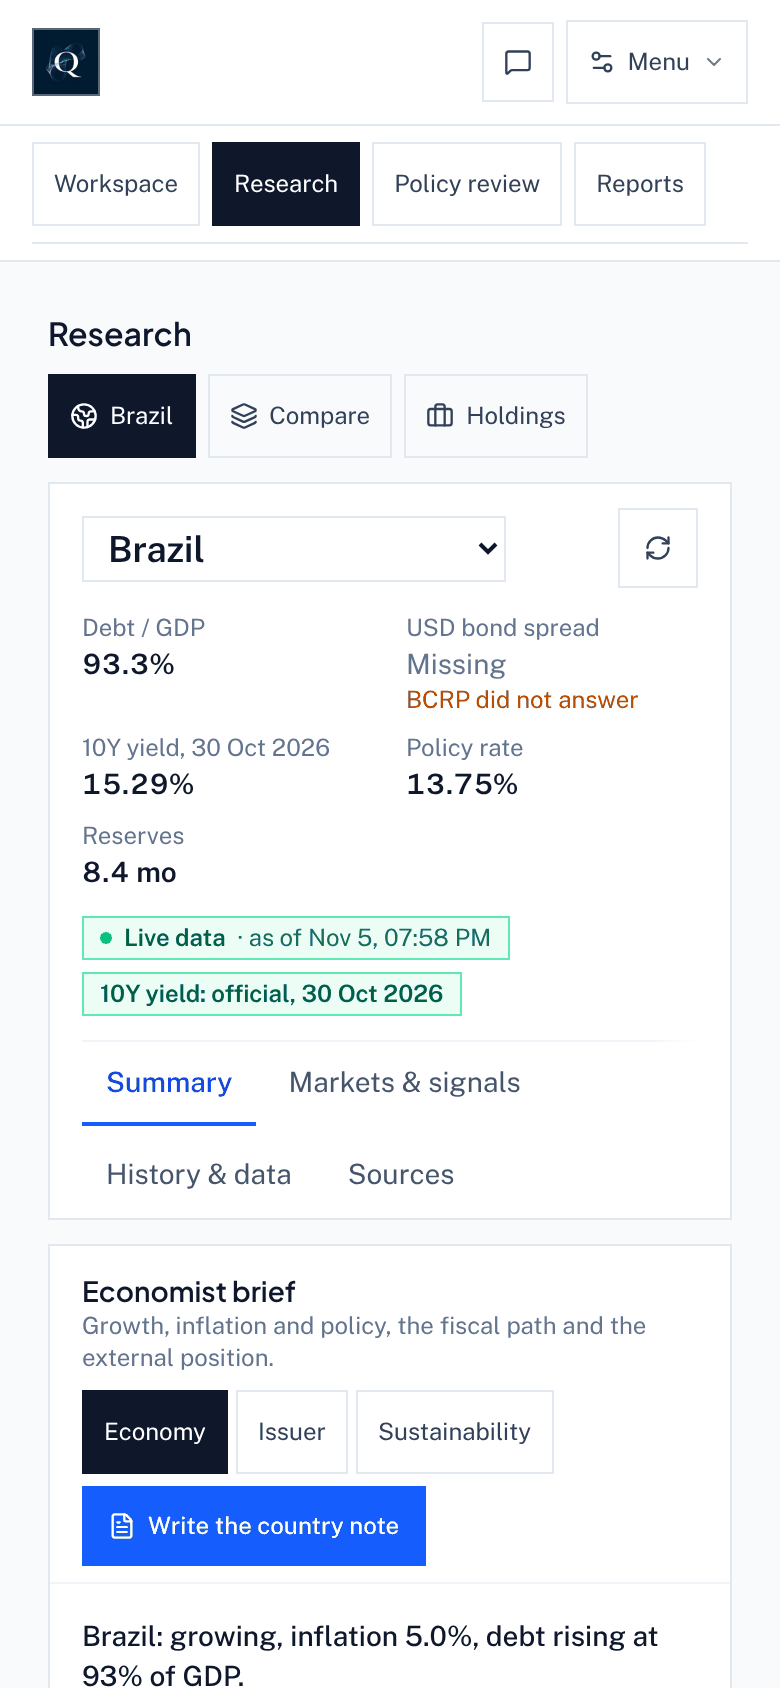 Q
Menu
Workspace
Research
Policy review
Reports
Research
Brazil
Compare
Holdings
Brazil
Debt / GDP
93.3%
USD bond spread
Missing
BCRP did not answer
10Y yield, 30 Oct 2026
15.29%
Policy rate
13.75%
Reserves
8.4 mo
Live data · as of Nov 5, 07:58 PM
10Y yield: official, 30 Oct 2026
Summary
Markets & signals
History & data
Sources
Economist brief
Growth, inflation and policy, the fiscal path and the
external position.
Economy
Issuer
Sustainability
Write the country note
Brazil: growing, inflation 5.0%, debt rising at
93% of GDP.